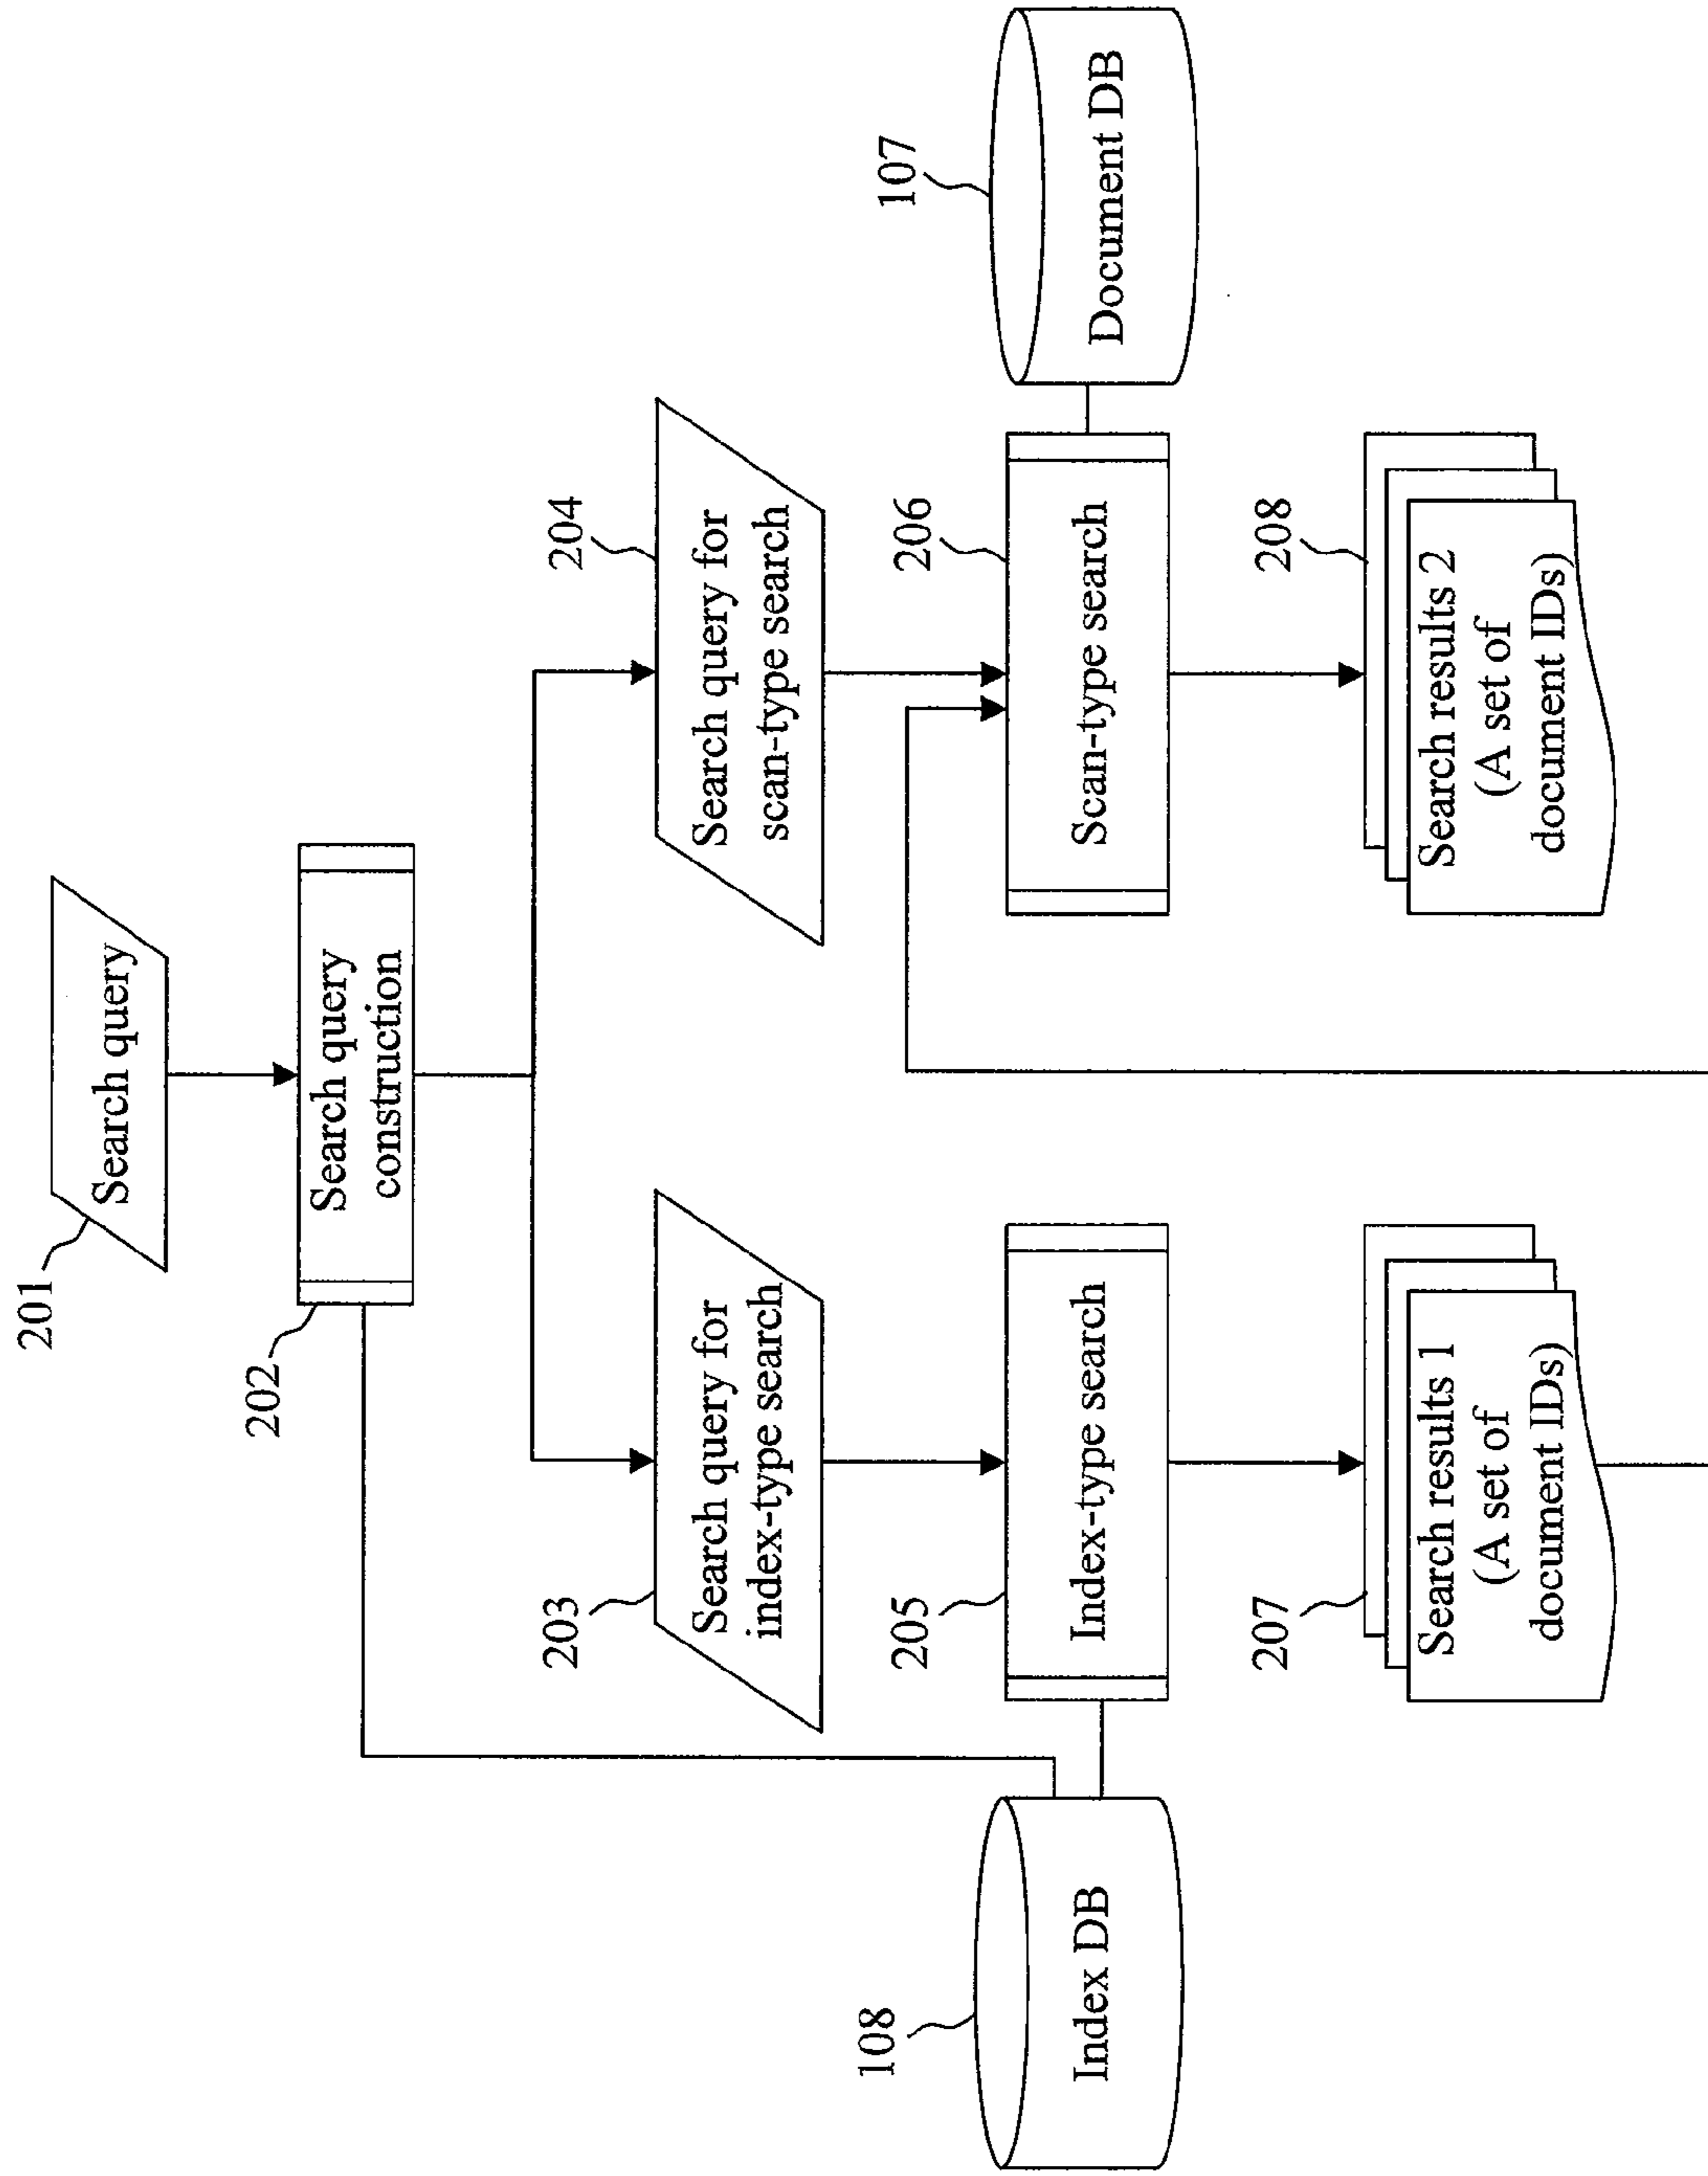 201
Search query
202
Search query
construction
203
Search query for
index-type search
204
Search query for
scan-type search
108
Index DB
205
Index-type search
206
Scan-type search
107
Document DB
207
Search results 1
(A set of
document IDs)
208
Search results 2
(A set of
document IDs)